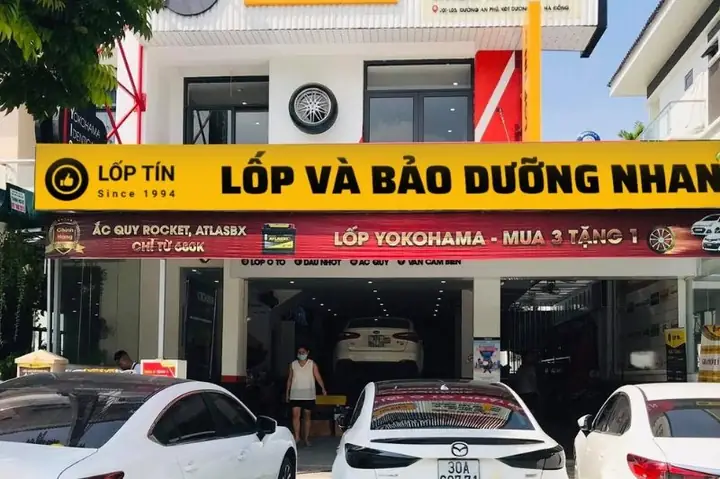 YOKOHAMA
LỐP TÍN
Since 1994
LỐP VÀ BẢO DƯỠNG NHAN
ẮC QUY ROCKET, ATLASBX
CHỈ TỪ 680K
LỐP YOKOHAMA - MUA 3 TẶNG 1
LỐP Ô TÔ
DẦU NHỚT
ẮC QUY
30A